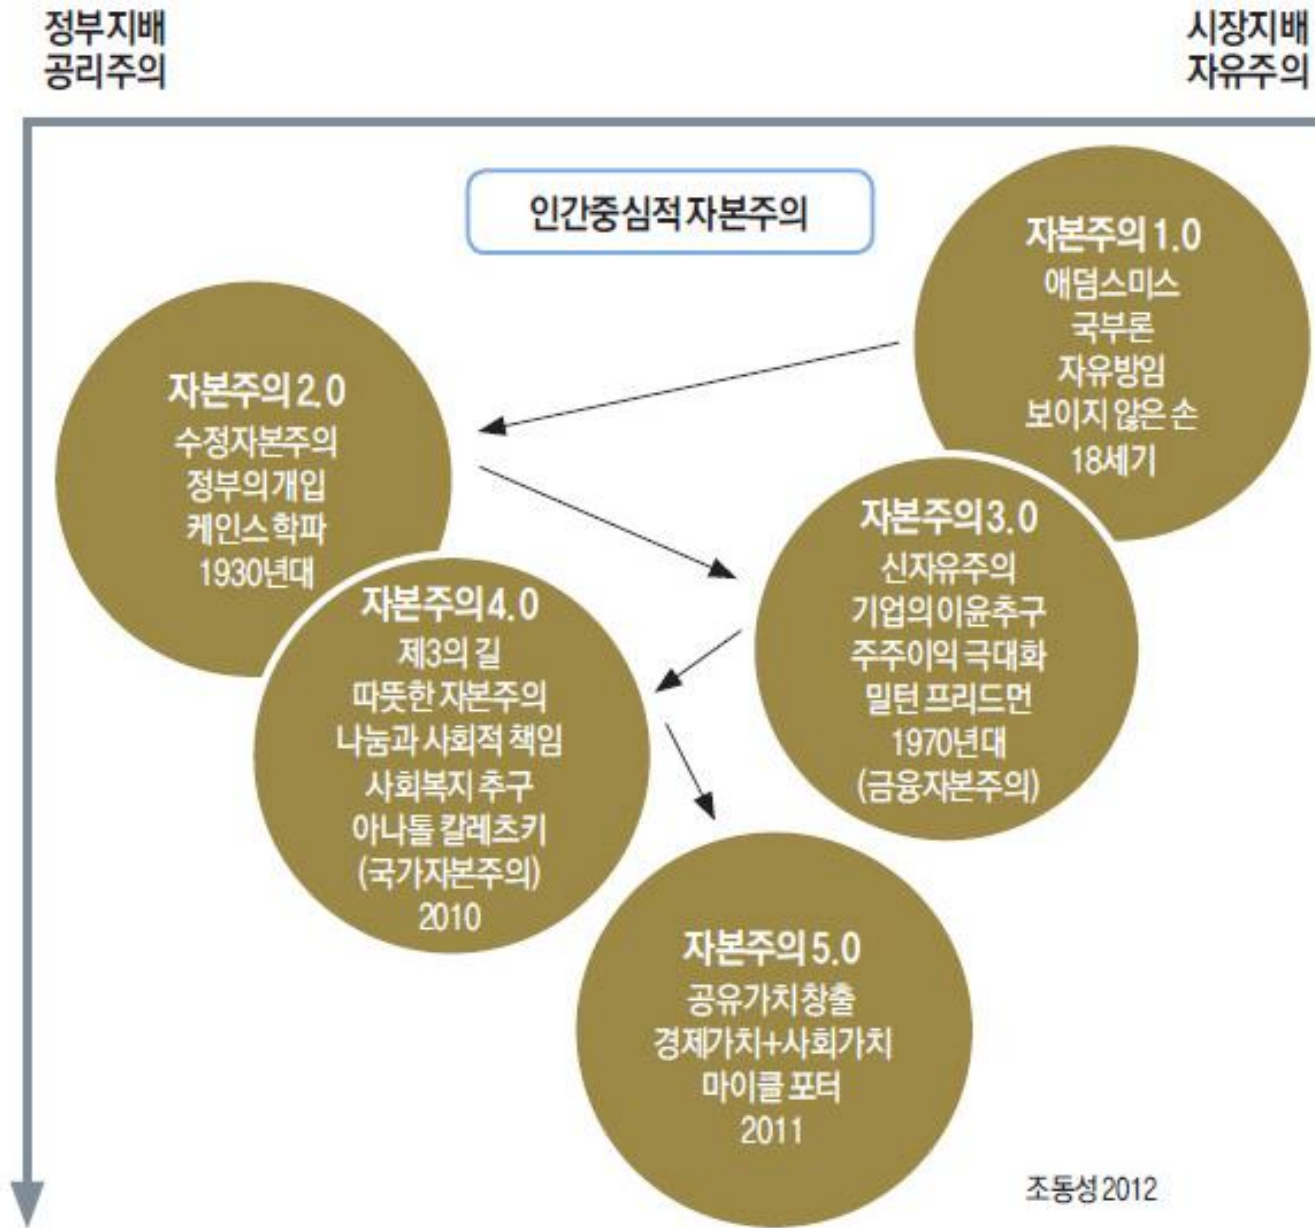 정부지배
공리주의
시장지배
자유주의
인간중심적 자본주의
자본주의 1.0
애덤스미스
국부론
자유방임
보이지 않은 손
18세기
자본주의 2.0
수정자본주의
정부의 개입
케인스 학파
1930년대
자본주의 3.0
신자유주의
기업의 이윤추구
주주이익 극대화
밀턴 프리드먼
1970년대
(금융자본주의)
자본주의 4.0
제3의 길
따뜻한 자본주의
나눔과 사회적 책임
사회복지 추구
아나톨 칼레츠키
(국가자본주의)
2010
자본주의 5.0
공유가치 창출
경제가치+사회가치
마이클 포터
2011
조동성 2012